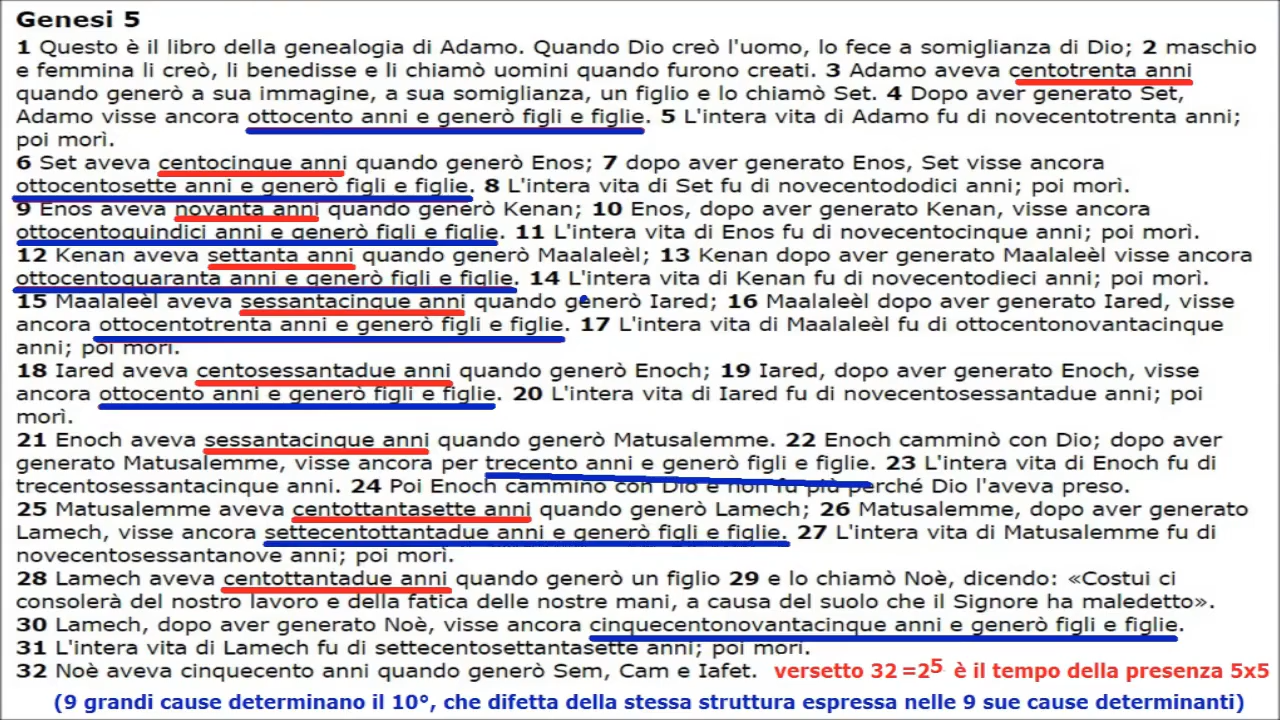 Genesi 5
1 Questo è il libro della genealogia di Adamo. Quando Dio creò l'uomo, lo fece a somiglianza di Dio; 2 maschio
e femmina li creò, li benedisse e li chiamò uomini quando furono creati. 3 Adamo aveva centotrenta anni
quando generò a sua immagine, a sua somiglianza, un figlio e lo chiamò Set. 4 Dopo aver generato Set,
Adamo visse ancora ottocento anni e generò figli e figlie. 5 L'intera vita di Adamo fu di novecentotrenta anni;
poi morì.
6 Set aveva centocinque anni quando generò Enos; 7 dopo aver generato Enos, Set visse ancora
ottocentosette anni e generò figli e figlie. 8 L'intera vita di Set fu di novecentododici anni; poi morì.
9 Enos aveva novanta anni quando generò Kenan; 10 Enos, dopo aver generato Kenan, visse ancora
ottocentoquindici anni e generò figli e figlie. 11 L'intera vita di Enos fu di novecentocinque anni; poi morì.
12 Kenan aveva settanta anni quando generò Maalaleèl; 13 Kenan dopo aver generato Maalaleèl visse ancora
ottocentoquaranta anni e generò figli e figlie. 14 L'intera vita di Kenan fu di novecentodieci anni; poi morì.
15 Maalaleèl aveva sessantacinque anni quando generò Iared; 16 Maalaleèl dopo aver generato Iared, visse
ancora ottocentotrenta anni e generò figli e figlie. 17 L'intera vita di Maalaleèl fu di ottocentonovantacinque
anni; poi morì.
18 Iared aveva centosessantadue anni quando generò Enoch; 19 Iared, dopo aver generato Enoch, visse
ancora ottocento anni e generò figli e figlie. 20 L'intera vita di Iared fu di novecentosessantadue anni; poi
morì.
21 Enoch aveva sessantacinque anni quando generò Matusalemme. 22 Enoch camminò con Dio; dopo aver
generato Matusalemme, visse ancora per trecento anni e generò figli e figlie. 23 L'intera vita di Enoch fu di
trecentosessantacinque anni. 24 Poi Enoch camminò con Dio e non fu più perché Dio l'aveva preso.
25 Matusalemme aveva centottantasette anni quando generò Lamech; 26 Matusalemme, dopo aver generato
Lamech, visse ancora settecentottantadue anni e generò figli e figlie. 27 L'intera vita di Matusalemme fu di
novecentosessantanove anni; poi morì.
28 Lamech aveva centottantadue anni quando generò un figlio 29 e lo chiamò Noè, dicendo: «Costui ci
consolerà del nostro lavoro e della fatica delle nostre mani, a causa del suolo che il Signore ha maledetto».
30 Lamech, dopo aver generato Noè, visse ancora cinquecentonovantacinque anni e generò figli e figlie.
31 L'intera vita di Lamech fu di settecentosettantasette anni; poi morì.
32 Noè aveva cinquecento anni quando generò Sem, Cam e Iafet. versetto 32=2⁵ è il tempo della presenza 5x5
(9 grandi cause determinano il 10°, che difetta della stessa struttura espressa nelle 9 sue cause determinanti)